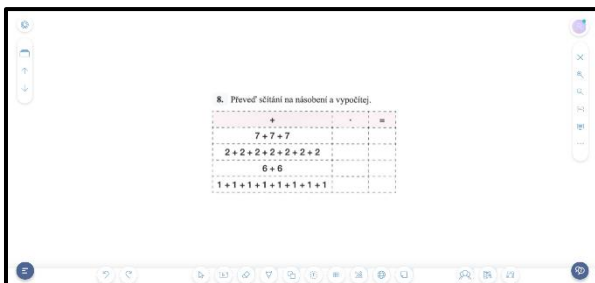 8. Převeď sčítání na násobení a vypočítej.
+ · =
7 + 7 + 7
2 + 2 + 2 + 2 + 2 + 2 + 2
6 + 6
1 + 1 + 1 + 1 + 1 + 1 + 1 + 1